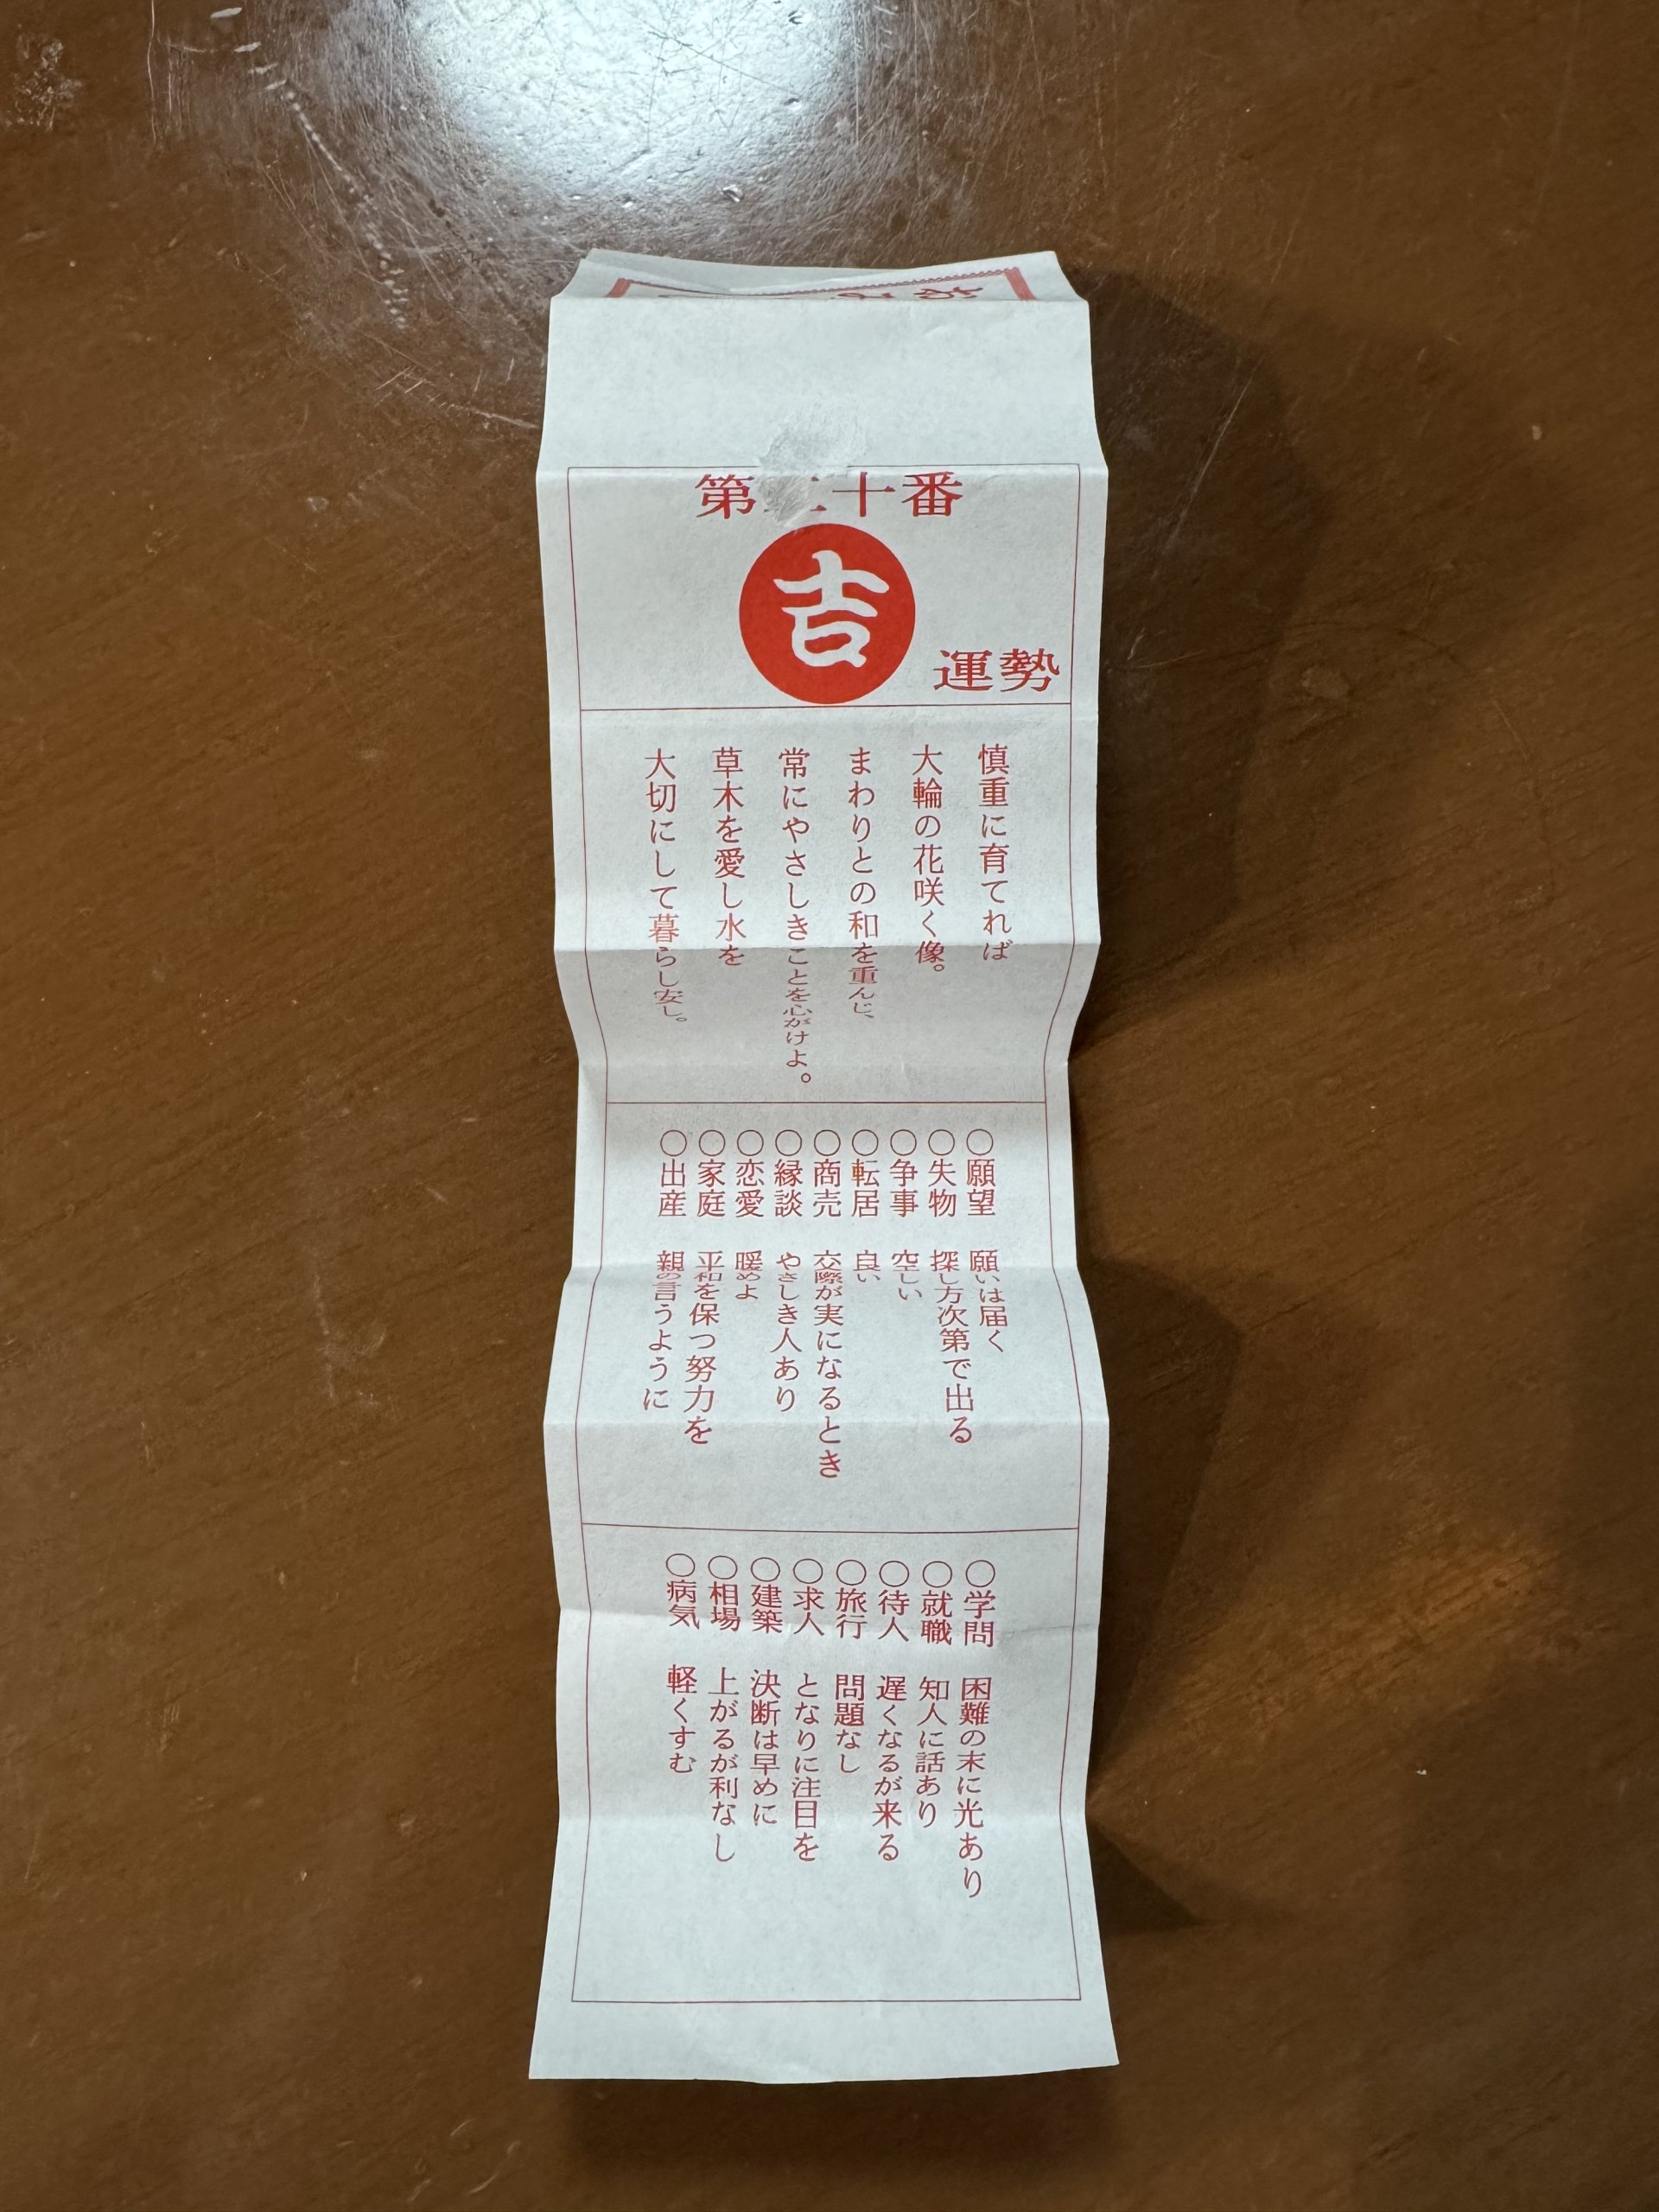 第 十番
吉
運勢
慎重に育てれば
大輪の花咲く像。
まわりとの和を重んじ、
常にやさしきことを心がけよ。
草木を愛し水を
大切にして暮らし安し。
○願望 願いは届く
○失物 探し方次第で出る
○争事 空しい
○転居 良い
○商売 交際が実になるとき
○縁談 やさしき人あり
○恋愛 暖めよ
○家庭 平和を保つ努力を
○出産 親の言うように
○学問 困難の末に光あり
○就職 知人に話あり
○待人 遅くなるが来る
○旅行 問題なし
○求人 となりに注目を
○建築 決断は早めに
○相場 上がるが利なし
○病気 軽くすむ